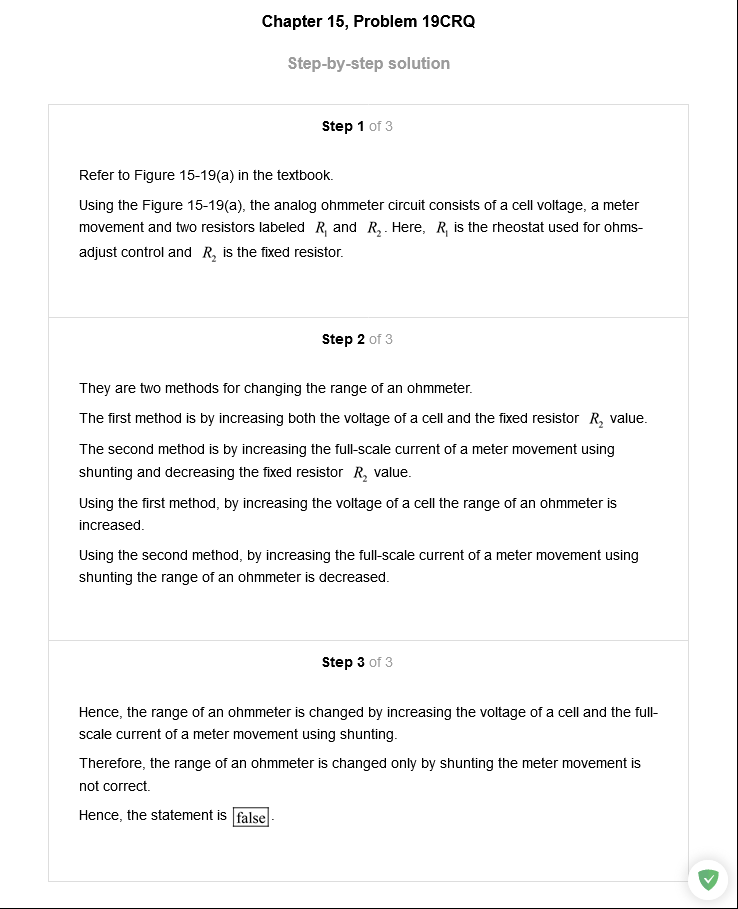 Chapter 15, Problem 19CRQ
Step-by-step solution
Step 1 of 3
Refer to Figure 15-19(a) in the textbook.
Using the Figure 15-19(a), the analog ohmmeter circuit consists of a cell voltage, a meter
movement and two resistors labeled R₁ and R₂. Here, R₁ is the rheostat used for ohms-
adjust control and R₂ is the fixed resistor.
Step 2 of 3
They are two methods for changing the range of an ohmmeter.
The first method is by increasing both the voltage of a cell and the fixed resistor R₂ value.
The second method is by increasing the full-scale current of a meter movement using
shunting and decreasing the fixed resistor R₂ value.
Using the first method, by increasing the voltage of a cell the range of an ohmmeter is
increased.
Using the second method, by increasing the full-scale current of a meter movement using
shunting the range of an ohmmeter is decreased.
Step 3 of 3
Hence, the range of an ohmmeter is changed by increasing the voltage of a cell and the full-
scale current of a meter movement using shunting.
Therefore, the range of an ohmmeter is changed only by shunting the meter movement is
not correct.
Hence, the statement is false.